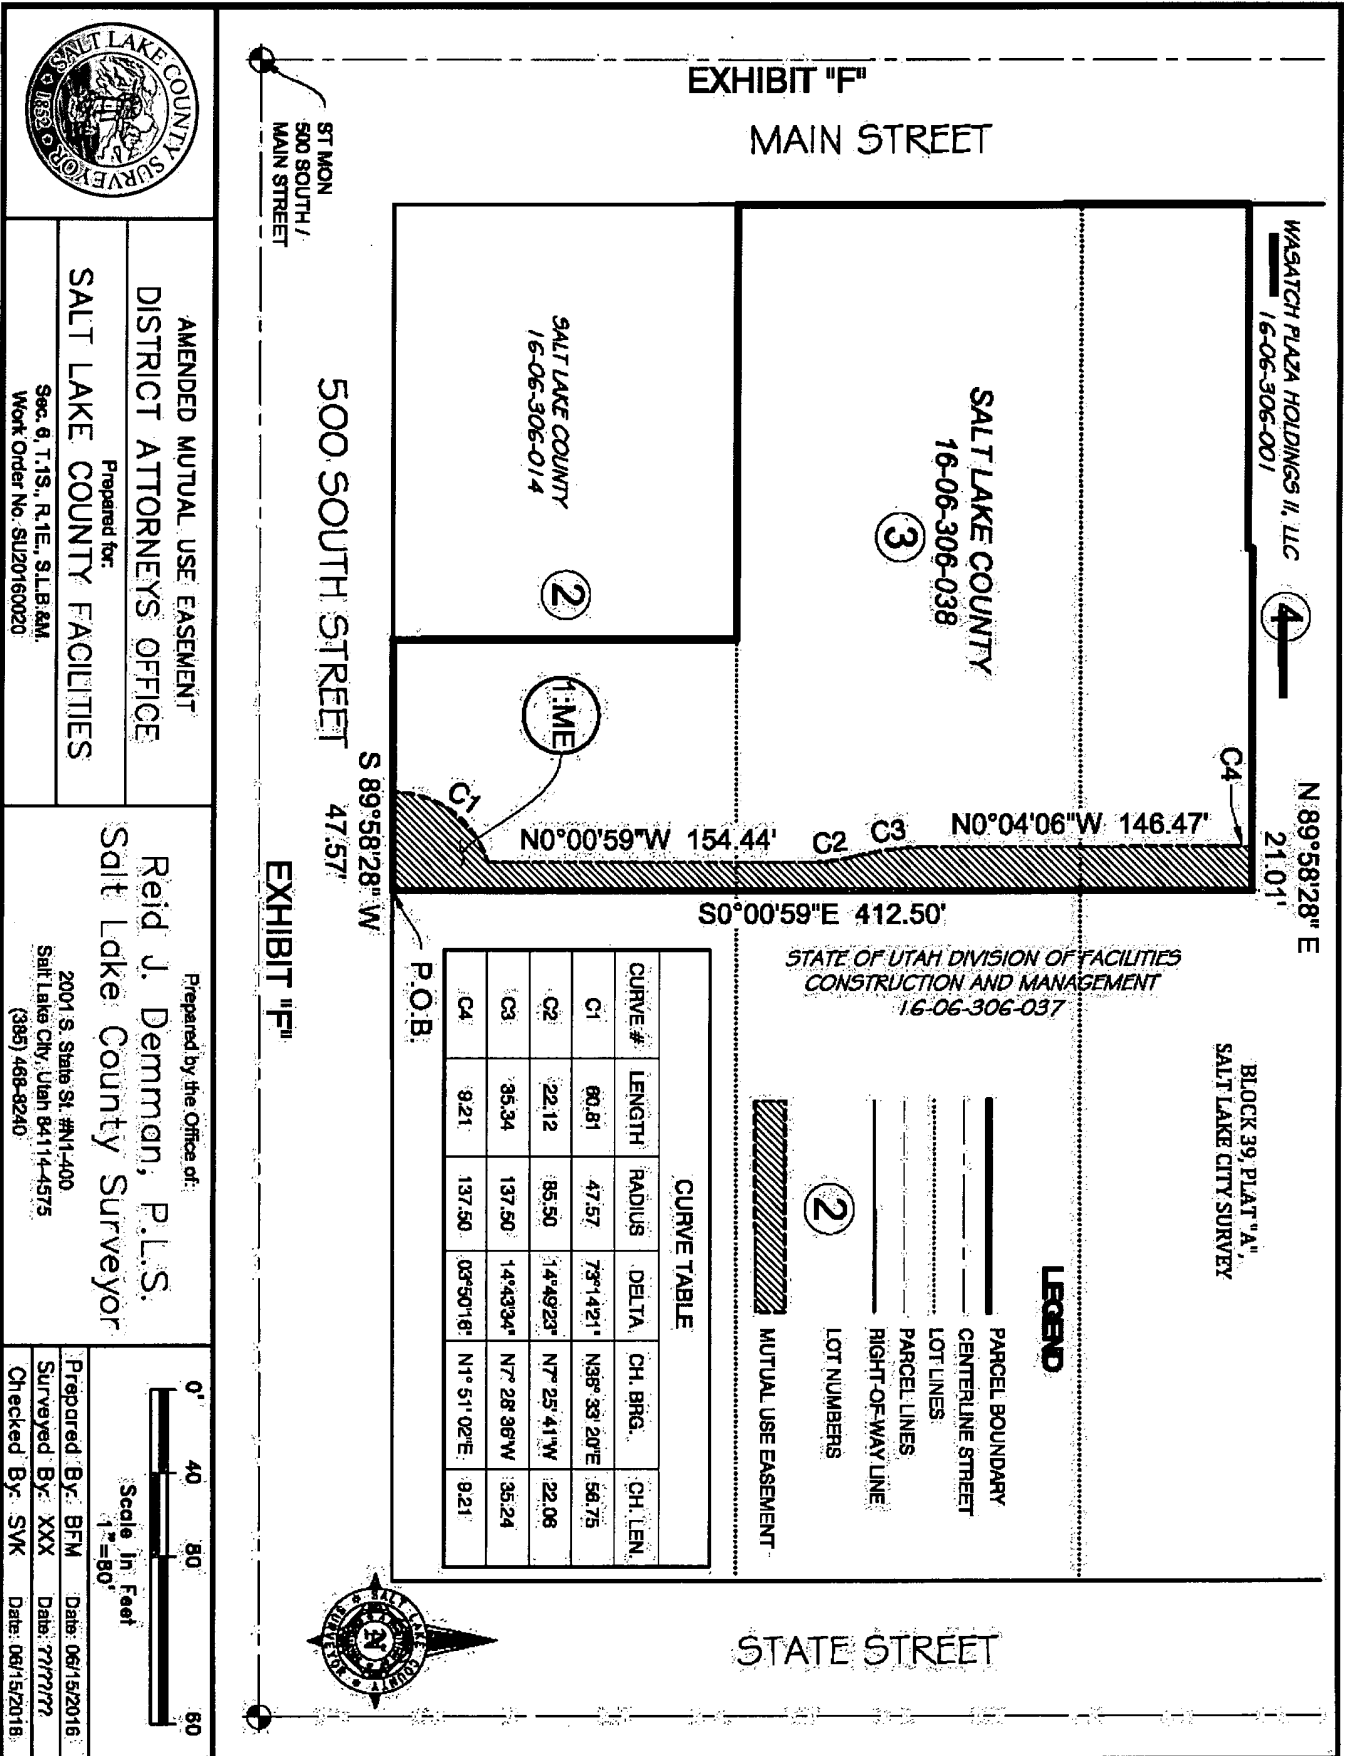 EXHIBIT "F"
MAIN STREET
ST MON
500 SOUTH /
MAIN STREET
WASATCH PLAZA HOLDINGS II, LLC
16-06-306-001
4
SALT LAKE COUNTY
16-06-306-038
3
SALT LAKE COUNTY
16-06-306-014
2
1:ME
500 SOUTH STREET
S 89°58'28" W
47.57'
N 89°58'28" E
21.01'
C4
C1
N0°00'59"W 154.44'
C2
C3
N0°04'06"W 146.47'
S0°00'59"E 412.50'
P.O.B.
STATE OF UTAH DIVISION OF FACILITIES
CONSTRUCTION AND MANAGEMENT
16-06-306-037
BLOCK 39, PLAT "A",
SALT LAKE CITY SURVEY
CURVE TABLE
CURVE # LENGTH RADIUS DELTA CH. BRG. CH. LEN.
C1 60.81 47.57 73°14'21" N36° 33' 20"E 56.75
C2 22.12 85.50 14°49'23" N7° 25' 41"W 22.06
C3 35.34 137.50 14°43'34" N7° 28' 36"W 35.24
C4 9.21 137.50 03°50'16" N1° 51' 02"E 9.21
LEGEND
PARCEL BOUNDARY
CENTERLINE STREET
LOT LINES
PARCEL LINES
RIGHT-OF-WAY LINE
2 LOT NUMBERS
MUTUAL USE EASEMENT
STATE STREET
SALT LAKE COUNTY
SURVEYOR
N
EXHIBIT "F"
SALT LAKE COUNTY SURVEYOR
1852
AMENDED MUTUAL USE EASEMENT
DISTRICT ATTORNEYS OFFICE
Prepared for:
SALT LAKE COUNTY FACILITIES
Sec. 6, T.1S., R.1E., S.L.B.&M.
Work Order No. SU20160020
Prepared by the Office of:
Reid J. Demman, P.L.S.
Salt Lake County Surveyor
2001 S. State St. #N1-400
Salt Lake City, Utah 84114-4575
(385) 468-8240
0' 40 80 60
Scale in Feet
1"=80'
Prepared By: BFM Date: 06/15/2016
Surveyed By: XXX Date: ??/??/??
Checked By: SVK Date: 06/15/2016